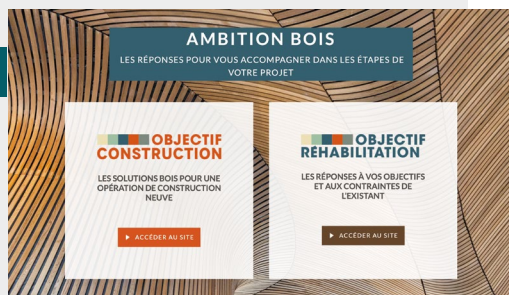 AMBITION BOIS
LES RÉPONSES POUR VOUS ACCOMPAGNER DANS LES ÉTAPES DE
VOTRE PROJET
OBJECTIF
CONSTRUCTION
LES SOLUTIONS BOIS POUR UNE
OPÉRATION DE CONSTRUCTION
NEUVE
ACCÉDER AU SITE
OBJECTIF
RÉHABILITATION
LES RÉPONSES À VOS OBJECTIFS
ET AUX CONTRAINTES DE
L'EXISTANT
ACCÉDER AU SITE